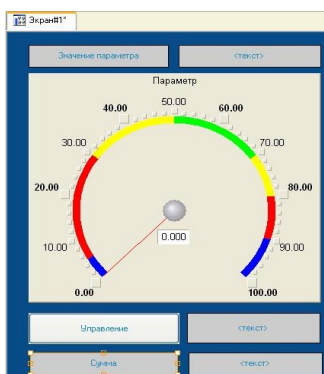 Экран#1*
Значение параметра <текст>
Параметр
50.00
40.00 60.00
30.00 70.00
20.00 80.00
0.000
10.00 90.00
0.00 100.00
Управление <текст>
Сумма <текст>